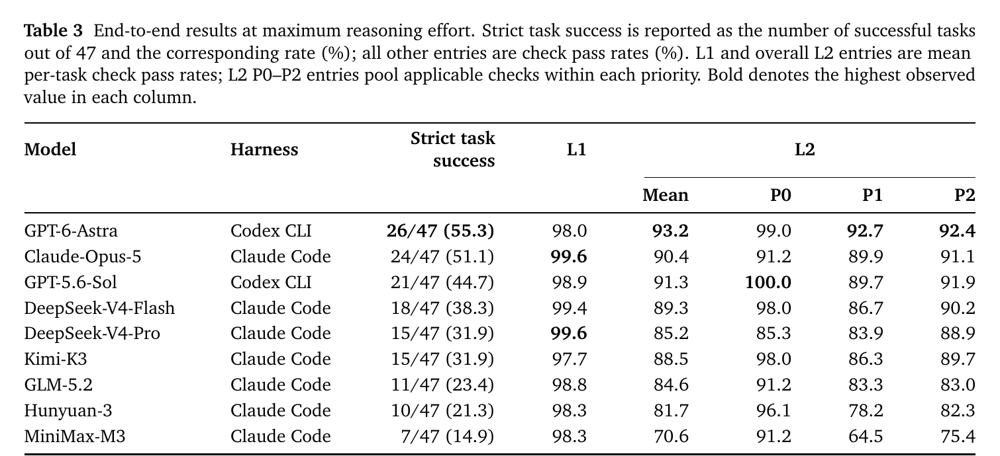 Table 3 End-to-end results at maximum reasoning effort. Strict task success is reported as the number of successful tasks
out of 47 and the corresponding rate (%); all other entries are check pass rates (%). L1 and overall L2 entries are mean
per-task check pass rates; L2 P0–P2 entries pool applicable checks within each priority. Bold denotes the highest observed
value in each column.
Model Harness Strict task success L1 L2
Mean P0 P1 P2
GPT-6-Astra Codex CLI 26/47 (55.3) 98.0 93.2 99.0 92.7 92.4
Claude-Opus-5 Claude Code 24/47 (51.1) 99.6 90.4 91.2 89.9 91.1
GPT-5.6-Sol Codex CLI 21/47 (44.7) 98.9 91.3 100.0 89.7 91.9
DeepSeek-V4-Flash Claude Code 18/47 (38.3) 99.4 89.3 98.0 86.7 90.2
DeepSeek-V4-Pro Claude Code 15/47 (31.9) 99.6 85.2 85.3 83.9 88.9
Kimi-K3 Claude Code 15/47 (31.9) 97.7 88.5 98.0 86.3 89.7
GLM-5.2 Claude Code 11/47 (23.4) 98.8 84.6 91.2 83.3 83.0
Hunyuan-3 Claude Code 10/47 (21.3) 98.3 81.7 96.1 78.2 82.3
MiniMax-M3 Claude Code 7/47 (14.9) 98.3 70.6 91.2 64.5 75.4